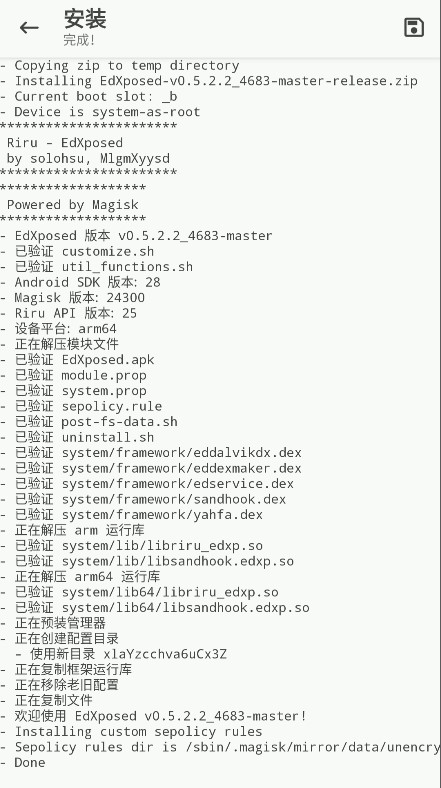 安装
完成!
- Copying zip to temp directory
- Installing EdXposed-v0.5.2.2_4683-master-release.zip
- Current boot slot: _b
- Device is system-as-root
***********************
Riru - EdXposed
by solohsu, MlgmXyysd
***********************
*******************
Powered by Magisk
*******************
- EdXposed 版本 v0.5.2.2_4683-master
- 已验证 customize.sh
- 已验证 util_functions.sh
- Android SDK 版本: 28
- Magisk 版本: 24300
- Riru API 版本: 25
- 设备平台: arm64
- 正在解压模块文件
- 已验证 EdXposed.apk
- 已验证 module.prop
- 已验证 system.prop
- 已验证 sepolicy.rule
- 已验证 post-fs-data.sh
- 已验证 uninstall.sh
- 已验证 system/framework/eddalvikdx.dex
- 已验证 system/framework/eddexmaker.dex
- 已验证 system/framework/edservice.dex
- 已验证 system/framework/sandhook.dex
- 已验证 system/framework/yahfa.dex
- 正在解压 arm 运行库
- 已验证 system/lib/libriru_edxp.so
- 已验证 system/lib/libsandhook.edxp.so
- 正在解压 arm64 运行库
- 已验证 system/lib64/libriru_edxp.so
- 已验证 system/lib64/libsandhook.edxp.so
- 正在预装管理器
- 正在创建配置目录
- 使用新目录 xlaYzcchva6uCx3Z
- 正在复制框架运行库
- 正在移除老旧配置
- 正在复制文件
- 欢迎使用 EdXposed v0.5.2.2_4683-master!
- Installing custom sepolicy rules
- Sepolicy rules dir is /sbin/.magisk/mirror/data/unencry
- Done